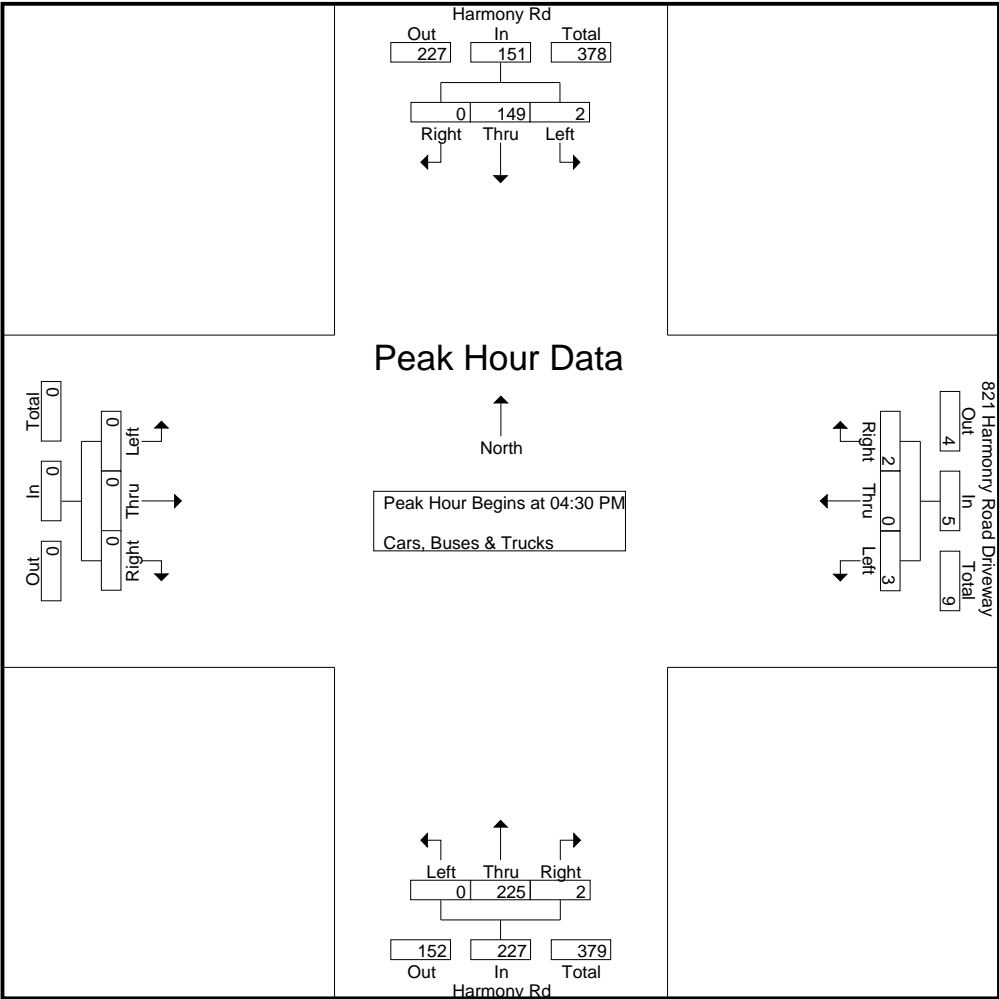 Harmony Rd
Out In Total
227 151 378
0 149 2
Right Thru Left
Peak Hour Data
North
Peak Hour Begins at 04:30 PM
Cars, Buses & Trucks
Total In Out
0 0 0
Left Thru Right
0 0 0
821 Harmonry Road Driveway
Out In Total
4 5 9
Right Thru Left
2 0 3
Left Thru Right
0 225 2
152 227 379
Out In Total
Harmony Rd